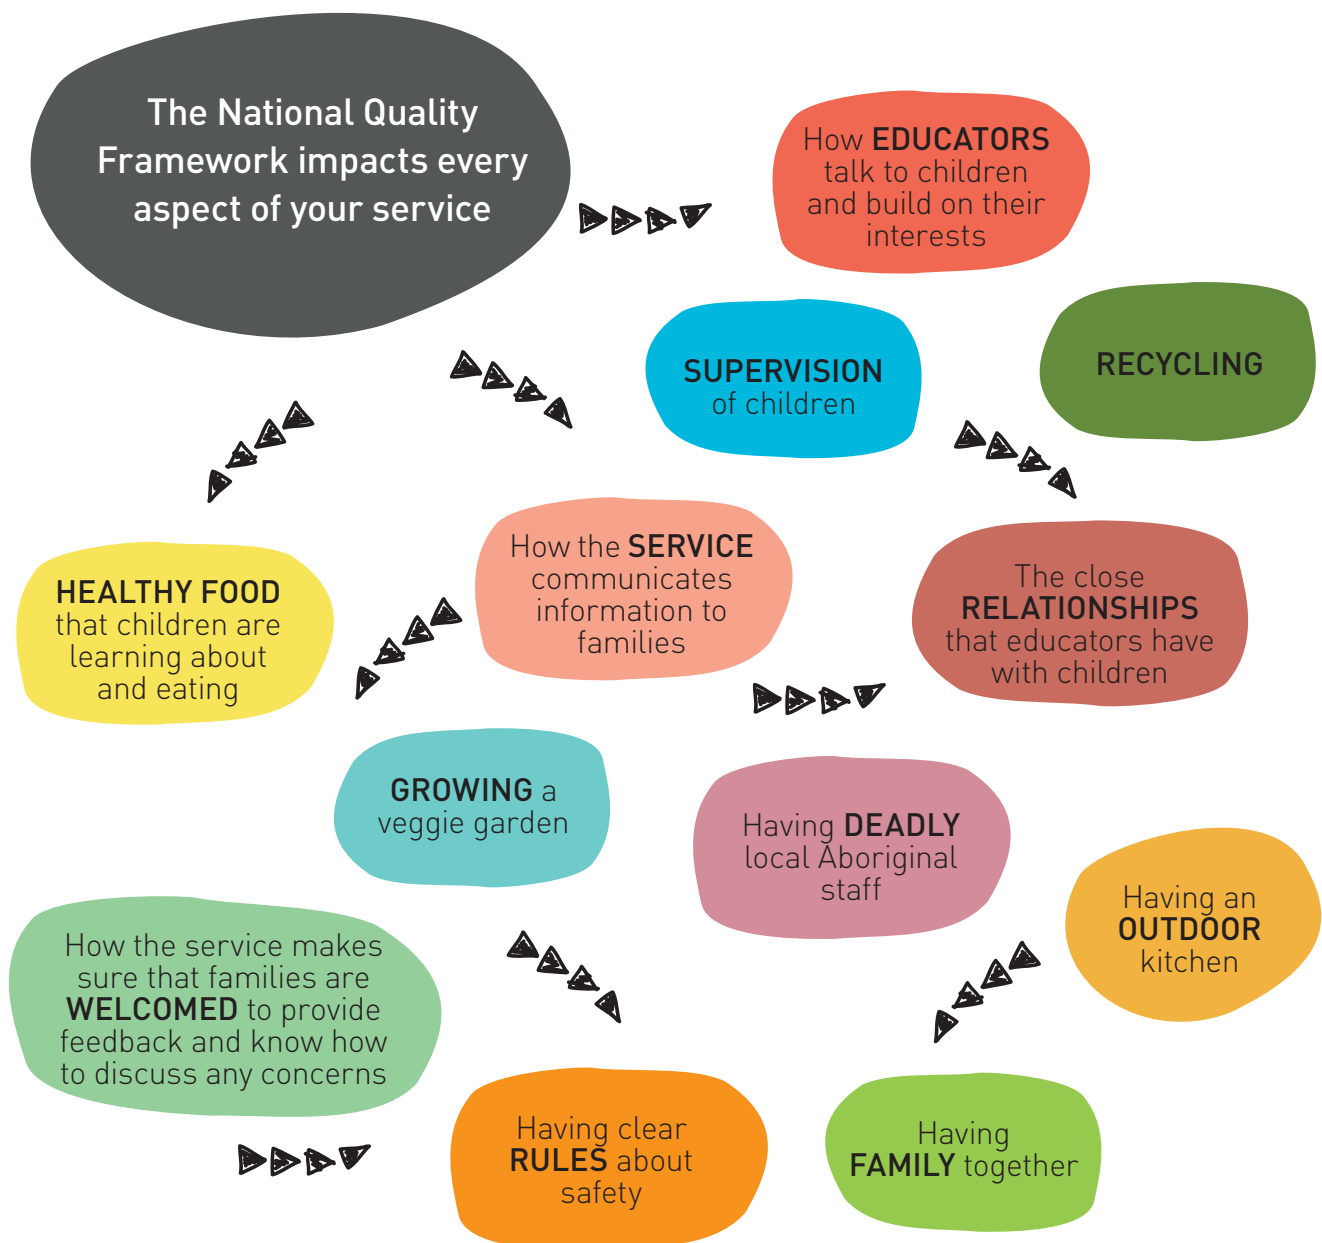 The National Quality
Framework impacts every
aspect of your service
How EDUCATORS
talk to children
and build on their
interests
SUPERVISION
of children
RECYCLING
HEALTHY FOOD
that children are
learning about
and eating
How the SERVICE
communicates
information to
families
The close
RELATIONSHIPS
that educators have
with children
GROWING a
veggie garden
Having DEADLY
local Aboriginal
staff
Having an
OUTDOOR
kitchen
How the service makes
sure that families are
WELCOMED to provide
feedback and know how
to discuss any concerns
Having clear
RULES about
safety
Having
FAMILY together